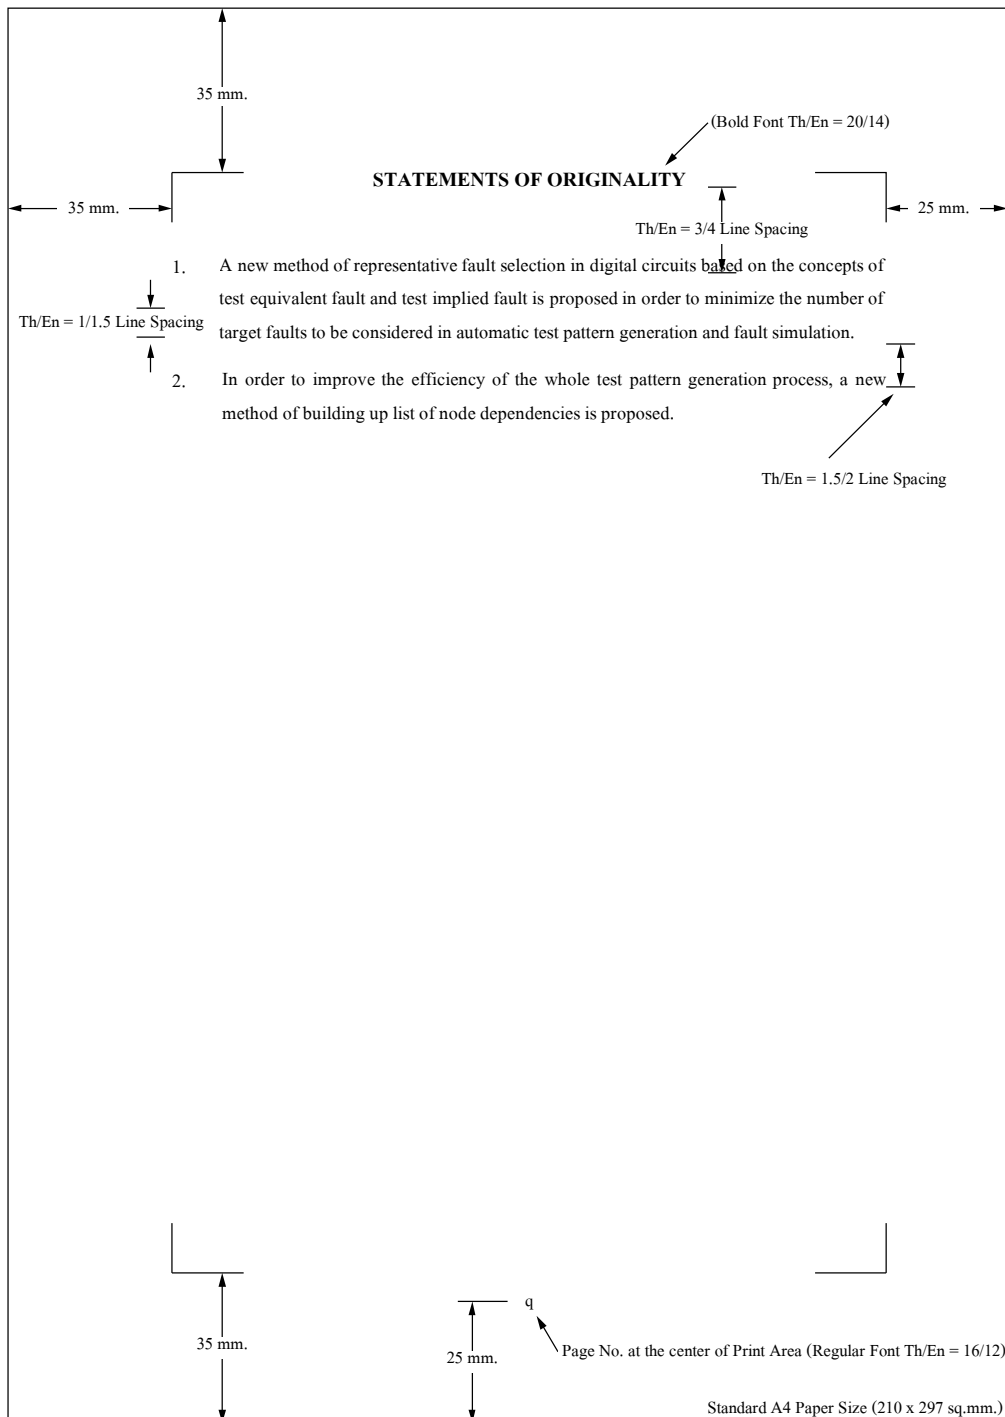 35 mm.
(Bold Font Th/En = 20/14)
STATEMENTS OF ORIGINALITY
35 mm.
25 mm.
Th/En = 3/4 Line Spacing
1. A new method of representative fault selection in digital circuits based on the concepts of
test equivalent fault and test implied fault is proposed in order to minimize the number of
Th/En = 1/1.5 Line Spacing
target faults to be considered in automatic test pattern generation and fault simulation.
2. In order to improve the efficiency of the whole test pattern generation process, a new
method of building up list of node dependencies is proposed.
Th/En = 1.5/2 Line Spacing
q
35 mm.
25 mm.
Page No. at the center of Print Area (Regular Font Th/En = 16/12)
Standard A4 Paper Size (210 x 297 sq.mm.)